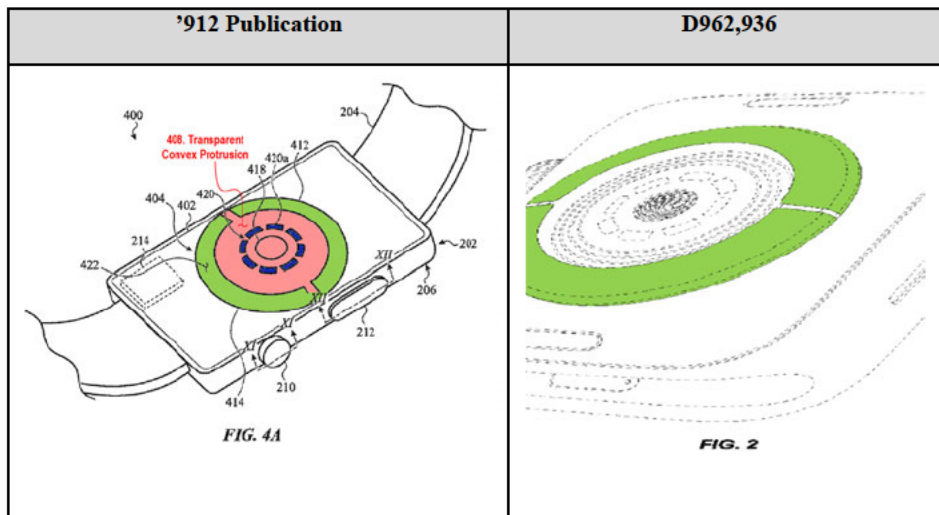 ’912 Publication
D962,936
400
204
408. Transparent
Convex Protrusion
420a
418
412
420
402
404
214
422
202
XII
206
XII
212
XI
XI
210
414
FIG. 4A
FIG. 2